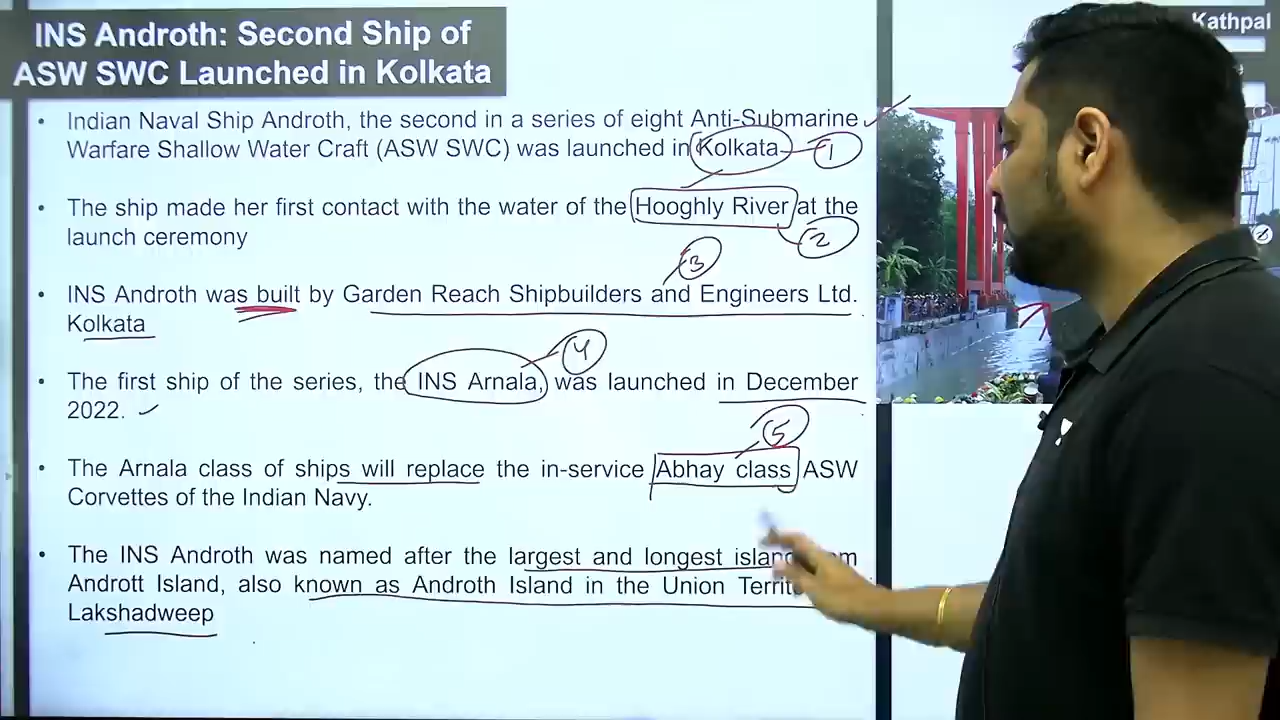 INS Androth: Second Ship of
ASW SWC Launched in Kolkata
Kathpal
• Indian Naval Ship Androth, the second in a series of eight Anti-Submarine
Warfare Shallow Water Craft (ASW SWC) was launched in Kolkata
1
• The ship made her first contact with the water of the Hooghly River at the
launch ceremony
2
3
• INS Androth was built by Garden Reach Shipbuilders and Engineers Ltd.
Kolkata
4
• The first ship of the series, the INS Arnala, was launched in December
2022.
5
• The Arnala class of ships will replace the in-service Abhay class ASW
Corvettes of the Indian Navy.
• The INS Androth was named after the largest and longest island
Andrott Island, also known as Androth Island in the Union
Lakshadweep